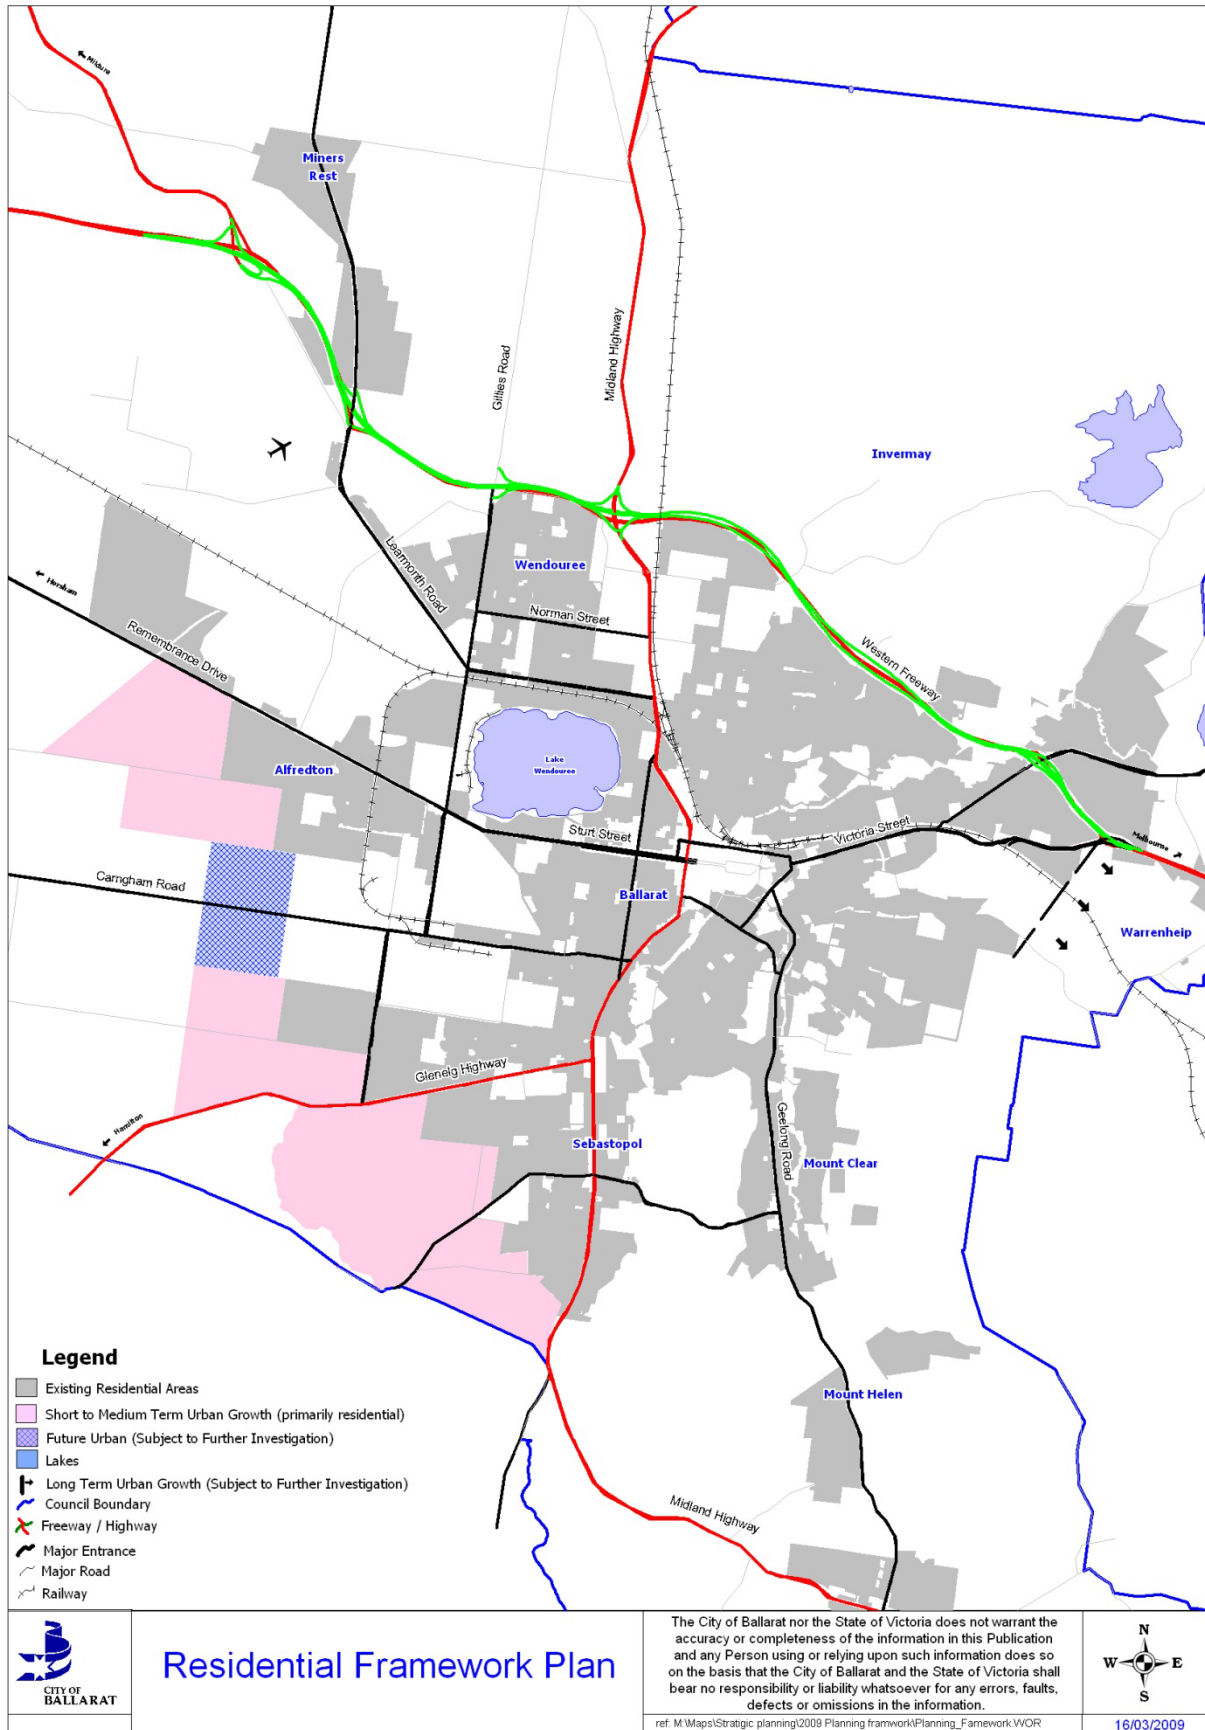 Mildura
Miners
Rest
Gillies Road
Midland Highway
Invermay
Learmonth Road
Wendouree
Norman Street
Horsham
Remembrance Drive
Western Freeway
Alfredton
Lake
Wendouree
Sturt Street
Victoria Street
Melbourne
Carngham Road
Ballarat
Warrenheip
Glenelg Highway
Hamilton
Sebastopol
Geelong Road
Mount Clear
Mount Helen
Midland Highway
Legend
Existing Residential Areas
Short to Medium Term Urban Growth (primarily residential)
Future Urban (Subject to Further Investigation)
Lakes
Long Term Urban Growth (Subject to Further Investigation)
Council Boundary
Freeway / Highway
Major Entrance
Major Road
Railway
CITY OF
BALLARAT
Residential Framework Plan
The City of Ballarat nor the State of Victoria does not warrant the
accuracy or completeness of the information in this Publication
and any Person using or relying upon such information does so
on the basis that the City of Ballarat and the State of Victoria shall
bear no responsibility or liability whatsoever for any errors, faults,
defects or omissions in the information.
ref: M:\Maps\Stratigic planning\2009 Planning framwork\Planning_Famework.WOR
N
W E
S
16/03/2009